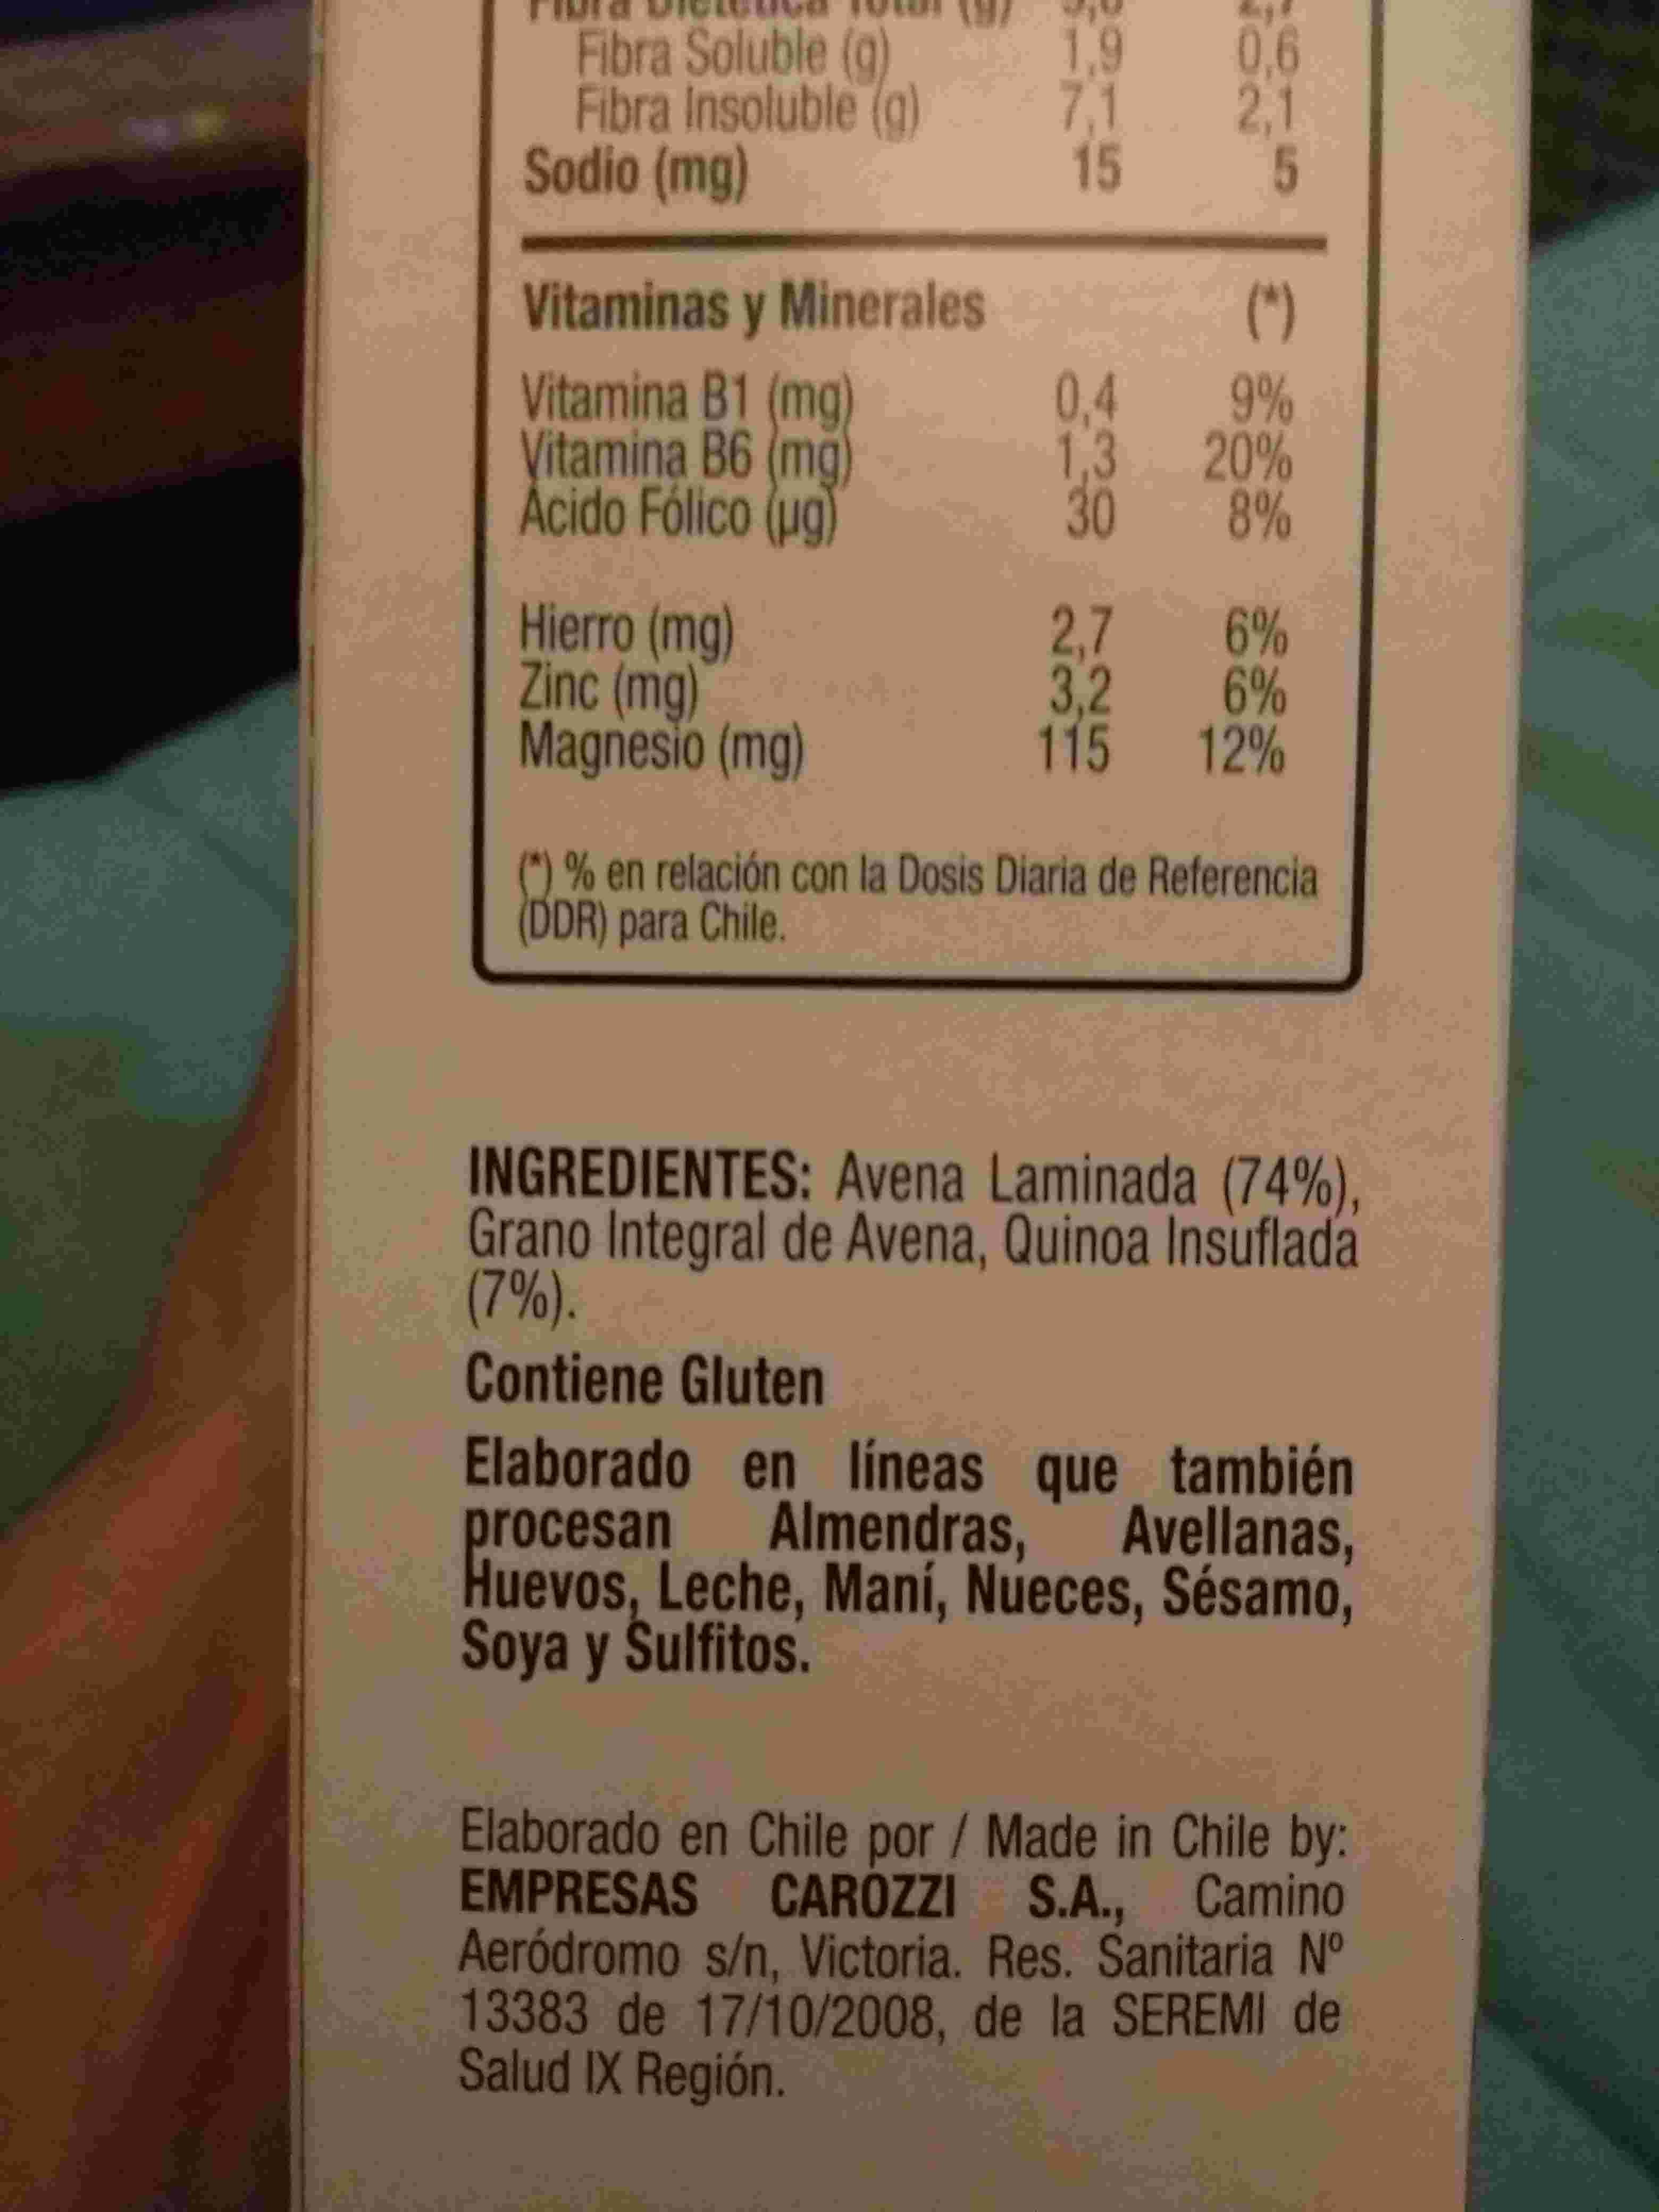 Fibra Dietética Total (g)
Fibra Soluble (g) 1,9 0,6
Fibra Insoluble (g) 7,1 2,1
Sodio (mg) 15 5
Vitaminas y Minerales (*)
Vitamina B1 (mg) 0,4 9%
Vitamina B6 (mg) 1,3 20%
Ácido Fólico (µg) 30 8%
Hierro (mg) 2,7 6%
Zinc (mg) 3,2 6%
Magnesio (mg) 115 12%
(*) % en relación con la Dosis Diaria de Referencia
(DDR) para Chile.
INGREDIENTES: Avena Laminada (74%),
Grano Integral de Avena, Quinoa Insuflada
(7%).
Contiene Gluten
Elaborado en líneas que también
procesan Almendras, Avellanas,
Huevos, Leche, Maní, Nueces, Sésamo,
Soya y Sulfitos.
Elaborado en Chile por / Made in Chile by:
EMPRESAS CAROZZI S.A., Camino
Aeródromo s/n, Victoria. Res. Sanitaria Nº
13383 de 17/10/2008, de la SEREMI de
Salud IX Región.